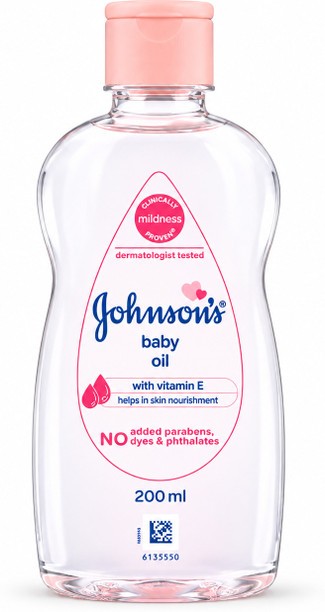 CLINICALLY
mildness
PROVEN®
dermatologist tested
Johnson's®
baby
oil
with vitamin E
helps in skin nourishment
NO added parabens,
dyes & phthalates
200 ml
6135550